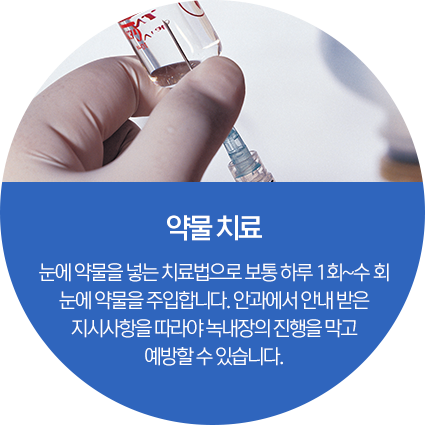 약물 치료
눈에 약물을 넣는 치료법으로 보통 하루 1회~수 회
눈에 약물을 주입합니다. 안과에서 안내 받은
지시사항을 따라야 녹내장의 진행을 막고
예방할 수 있습니다.